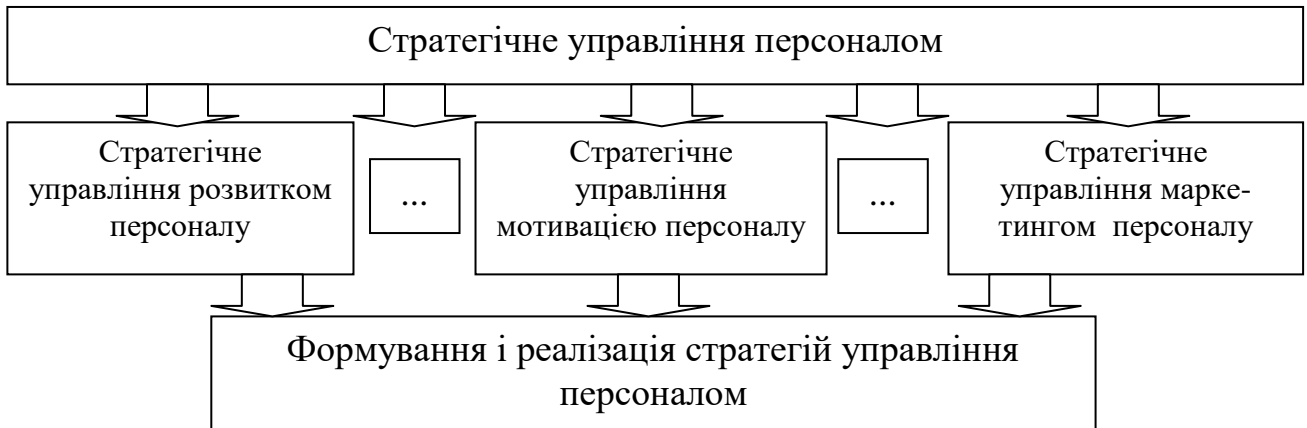 Стратегічне управління персоналом
Стратегічне
управління розвитком
персоналу
...
Стратегічне
управління
мотивацією персоналу
...
Стратегічне
управління марке-
тингом персоналу
Формування і реалізація стратегій управління
персоналом